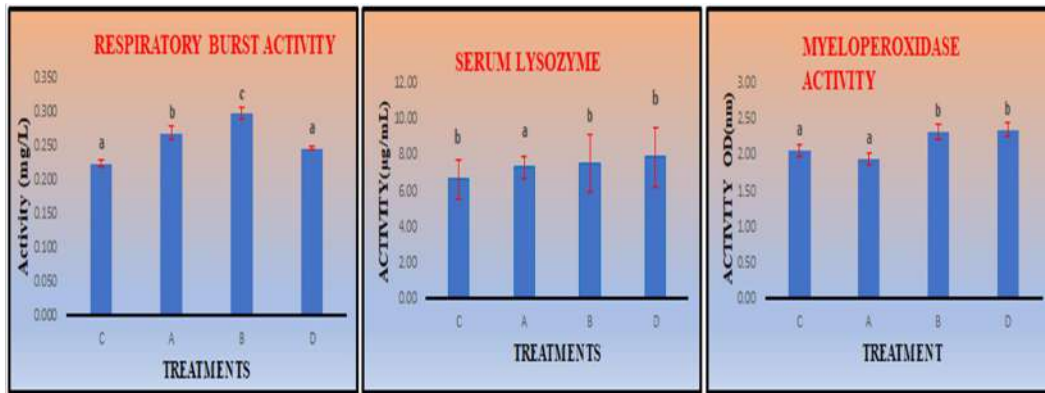 RESPIRATORY BURST ACTIVITY
0.350
0.300
0.250
0.200
0.150
0.100
0.050
0.000
Activity (mg/L)
a
b
c
a
C A B D
TREATMENTS
SERUM LYSOZYME
12.00
10.00
8.00
6.00
4.00
2.00
0.00
ACTIVITY(µg/mL)
b
a
b
b
C A B D
TREATMENTS
MYELOPEROXIDASE
ACTIVITY
3.00
2.50
2.00
1.50
1.00
0.50
0.00
ACTIVITY OD(nm)
a
a
b
b
C A B D
TREATMENT